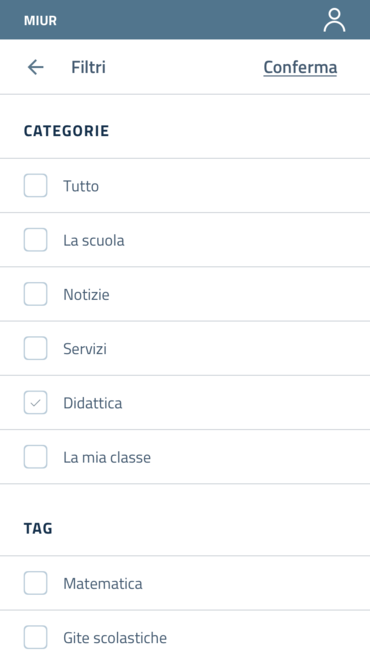 MIUR
Filtri Conferma
CATEGORIE
Tutto
La scuola
Notizie
Servizi
Didattica
La mia classe
TAG
Matematica
Gite scolastiche